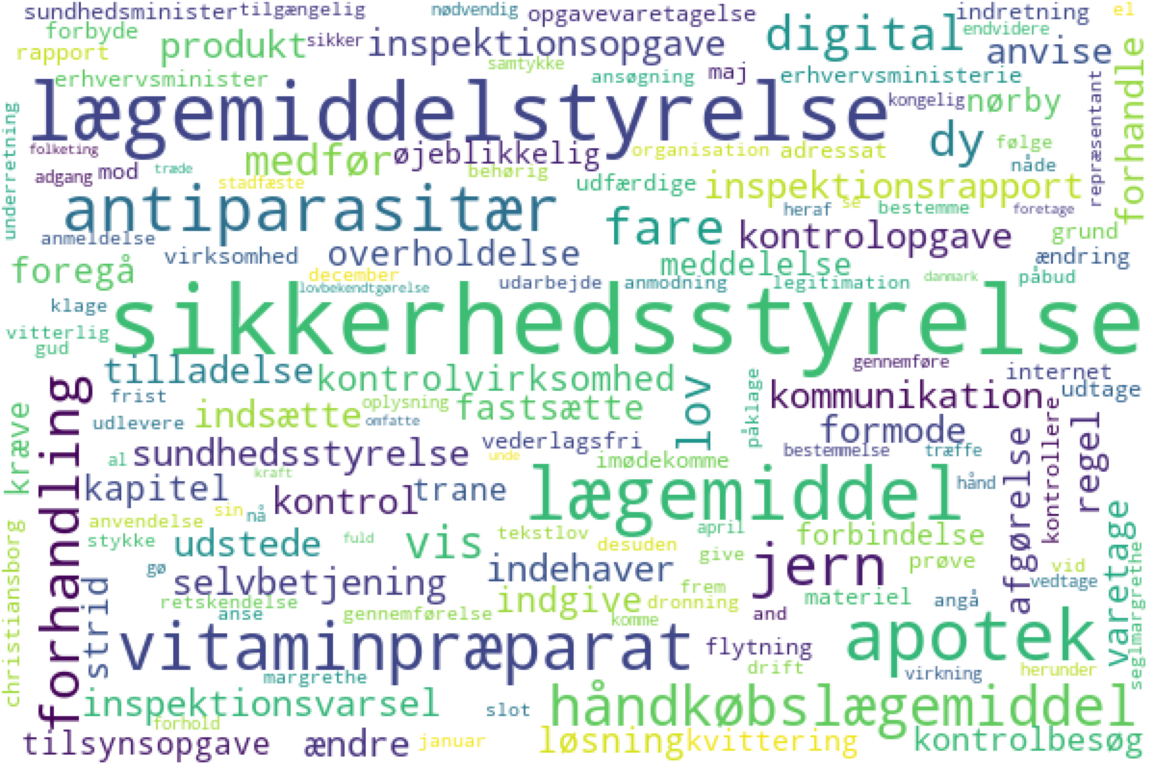 sundhedsminister tilgængelig nødvendig opgavevaretagelse indretning el
forbyde produkt sikker inspektionsopgave digital endvidere anvise
rapport samtykke
erhvervsminister ansøgning maj erhvervsministerie
lægemiddelstyrelse kongelig nørby repræsentant forhandle
underretning folketing medfør øjeblikkelig organisation adressat dy følge
adgang mod træde behørig nåde
stadfæste udfærdige inspektionsrapport
antiparasitær heraf se bestemme foretage
anmeldelse fare kontrolopgave grund
virksomhed overholdelse meddelelse ændring
foregå december udarbejde anmodning legitimation danmark påbud
lovbekendtgørelse
klage sikkerhedsstyrelse
vitterlig
gud
tilladelse kontrolvirksomhed gennemføre internet
forhandling frist lov påklage kommunikation udtage
kræve udlevere indsætte oplysning fastsætte kontrollere regel
omfatte formode
al sundhedsstyrelse vederlagsfri bestemmelse træffe afgørelse
unde imødekomme
kapitel kraft trane lægemiddel hånd
kontrol
christiansborg anvendelse sin nå tekstlov april varetage
stykke udstede fuld vis desuden forbindelse
gø selvbetjening indehaver give jern prøve vid
strid frem vedtage seglmargrethe
retskendelse indgive dronning materiel angå
anse gennemførelse komme and
vitaminpræparat flytning apotek
drift
margrethe virkning herunder
inspektionsvarsel slot håndkøbslægemiddel
forhold
tilsynsopgave ændre januar løsning kvittering kontrolbesøg